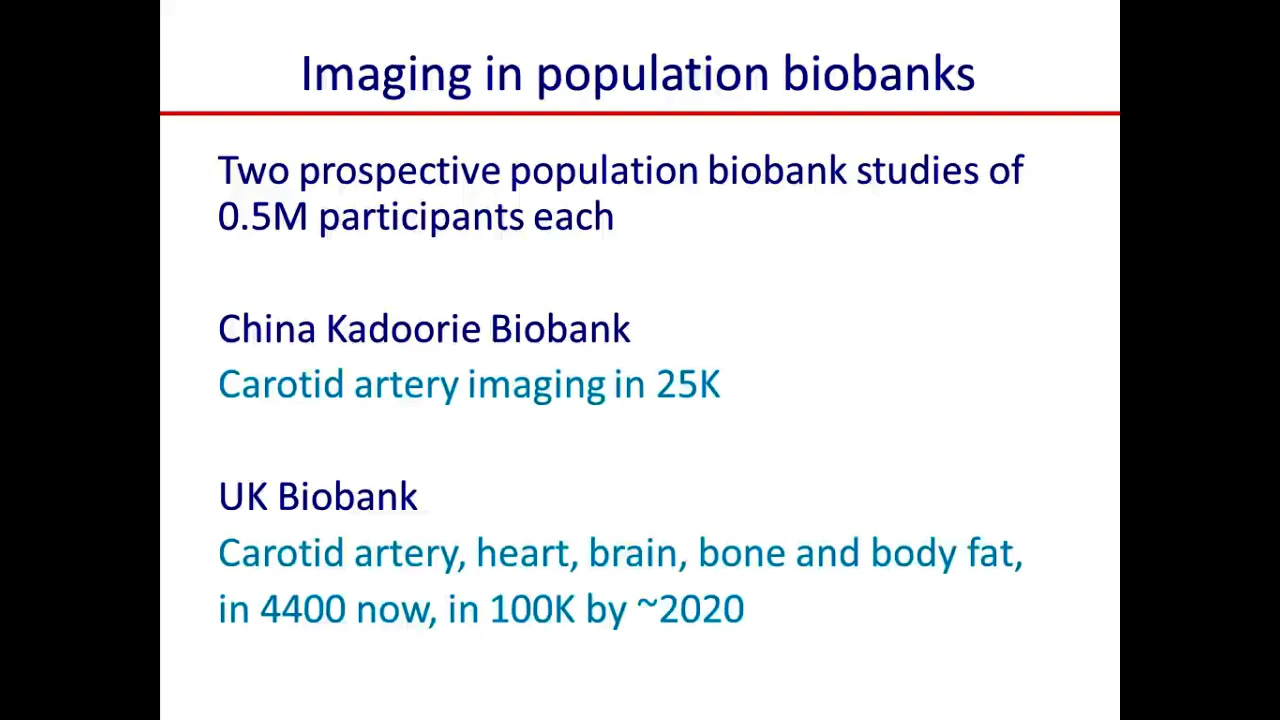 Imaging in population biobanks
Two prospective population biobank studies of
0.5M participants each
China Kadoorie Biobank
Carotid artery imaging in 25K
UK Biobank
Carotid artery, heart, brain, bone and body fat,
in 4400 now, in 100K by ~2020